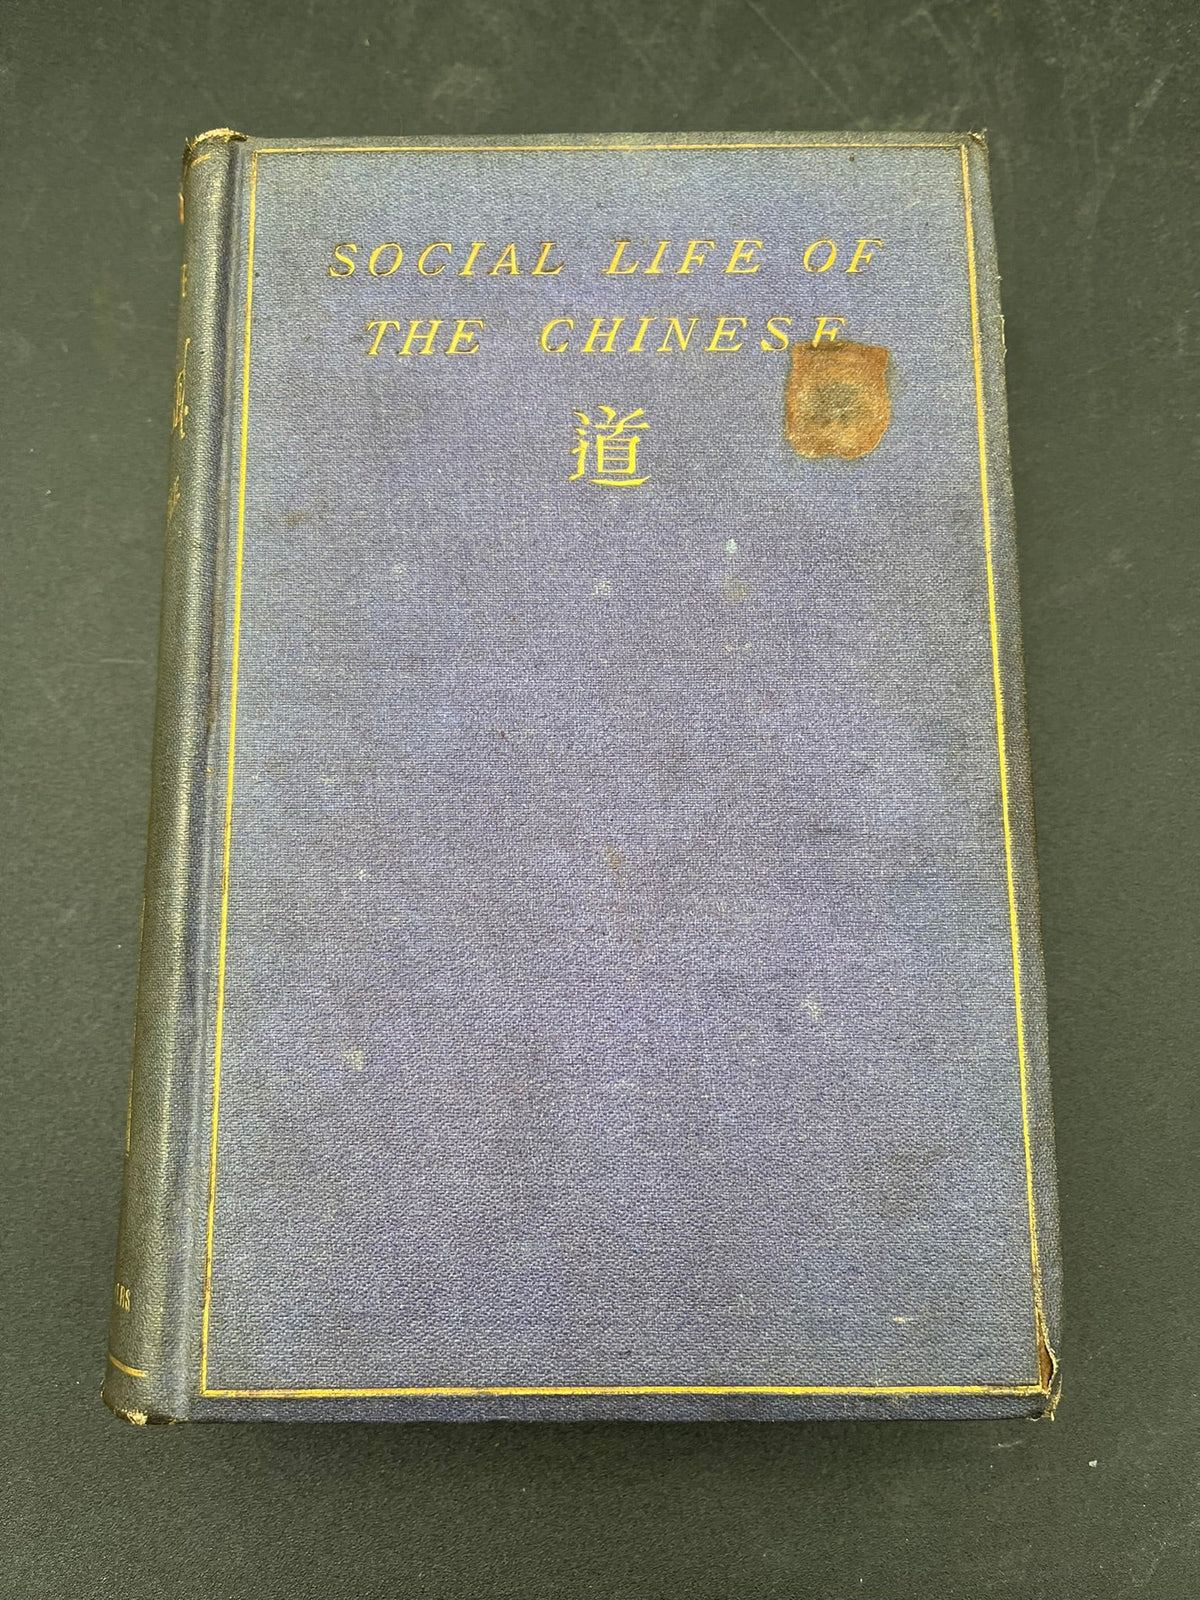 SOCIAL LIFE OF
THE CHINESE
道